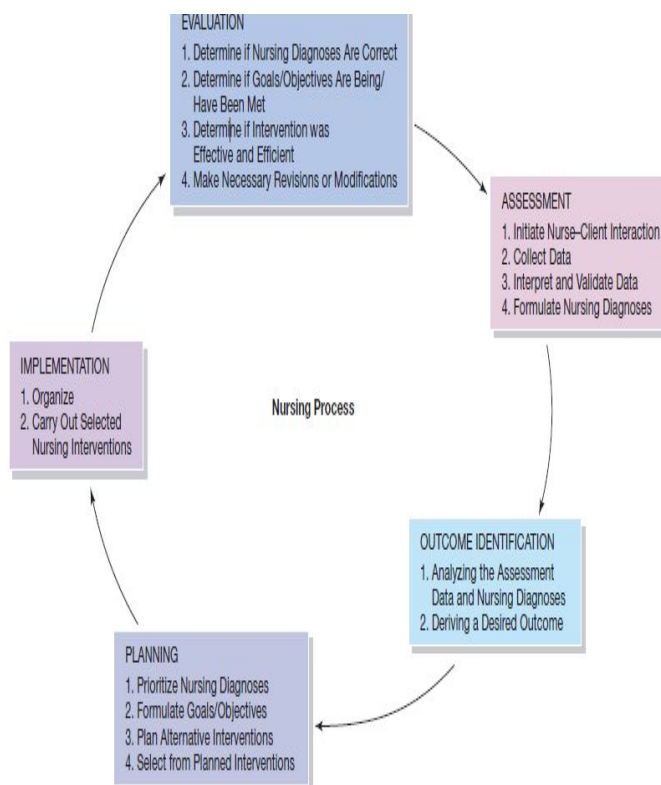 EVALUATION
1. Determine if Nursing Diagnoses Are Correct
2. Determine if Goals/Objectives Are Being/
Have Been Met
3. Determine if Intervention was
Effective and Efficient
4. Make Necessary Revisions or Modifications
ASSESSMENT
1. Initiate Nurse–Client Interaction
2. Collect Data
3. Interpret and Validate Data
4. Formulate Nursing Diagnoses
IMPLEMENTATION
1. Organize
2. Carry Out Selected
Nursing Interventions
Nursing Process
OUTCOME IDENTIFICATION
1. Analyzing the Assessment
Data and Nursing Diagnoses
2. Deriving a Desired Outcome
PLANNING
1. Prioritize Nursing Diagnoses
2. Formulate Goals/Objectives
3. Plan Alternative Interventions
4. Select from Planned Interventions